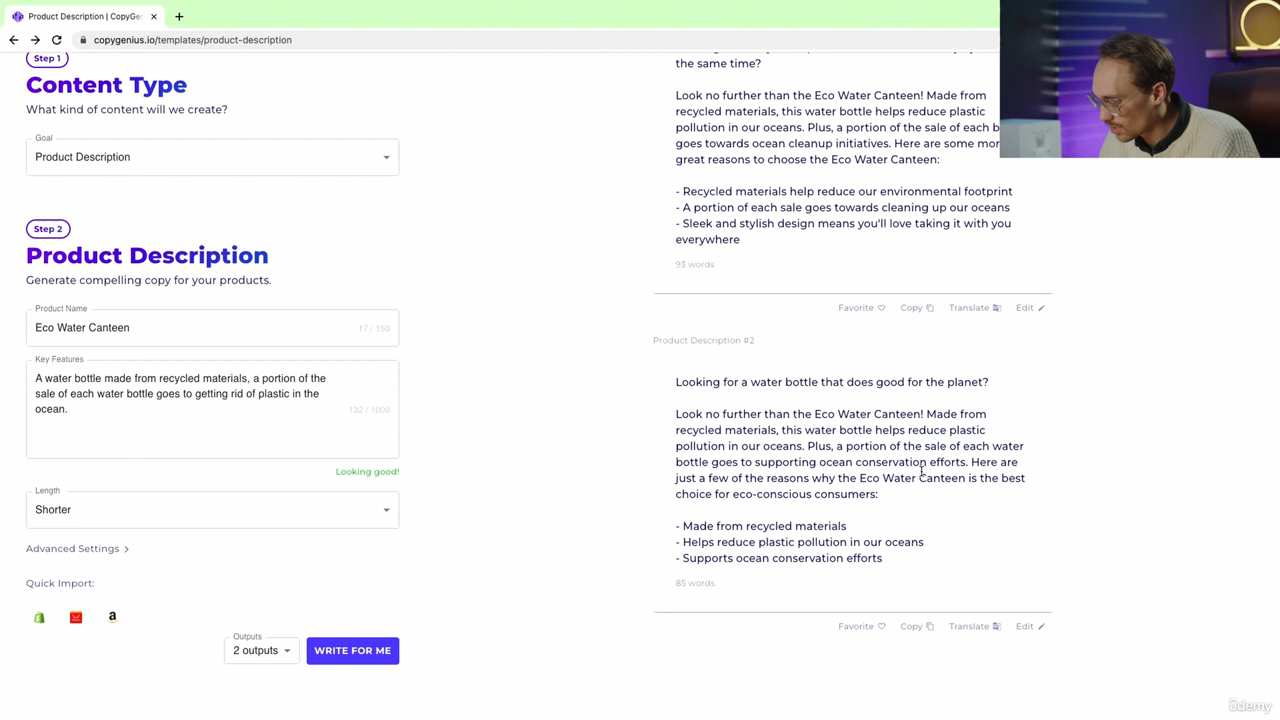 Product Description | CopyGe
copygenius.io/templates/product-description
Step 1
Content Type
What kind of content will we create?
Goal
Product Description
Step 2
Product Description
Generate compelling copy for your products.
Product Name
Eco Water Canteen
17 / 150
Key Features
A water bottle made from recycled materials, a portion of the
sale of each water bottle goes to getting rid of plastic in the
ocean.
132 / 1000
Looking good!
Length
Shorter
Advanced Settings
Quick Import:
a
Outputs
2 outputs
WRITE FOR ME
the same time?
Look no further than the Eco Water Canteen! Made from
recycled materials, this water bottle helps reduce plastic
pollution in our oceans. Plus, a portion of the sale of each b
goes towards ocean cleanup initiatives. Here are some mor
great reasons to choose the Eco Water Canteen:
- Recycled materials help reduce our environmental footprint
- A portion of each sale goes towards cleaning up our oceans
- Sleek and stylish design means you'll love taking it with you
everywhere
93 words
Favorite
Copy
Translate
Edit
Product Description #2
Looking for a water bottle that does good for the planet?
Look no further than the Eco Water Canteen! Made from
recycled materials, this water bottle helps reduce plastic
pollution in our oceans. Plus, a portion of the sale of each water
bottle goes to supporting ocean conservation efforts. Here are
just a few of the reasons why the Eco Water Canteen is the best
choice for eco-conscious consumers:
- Made from recycled materials
- Helps reduce plastic pollution in our oceans
- Supports ocean conservation efforts
85 words
Favorite
Copy
Translate
Edit
ûdemy